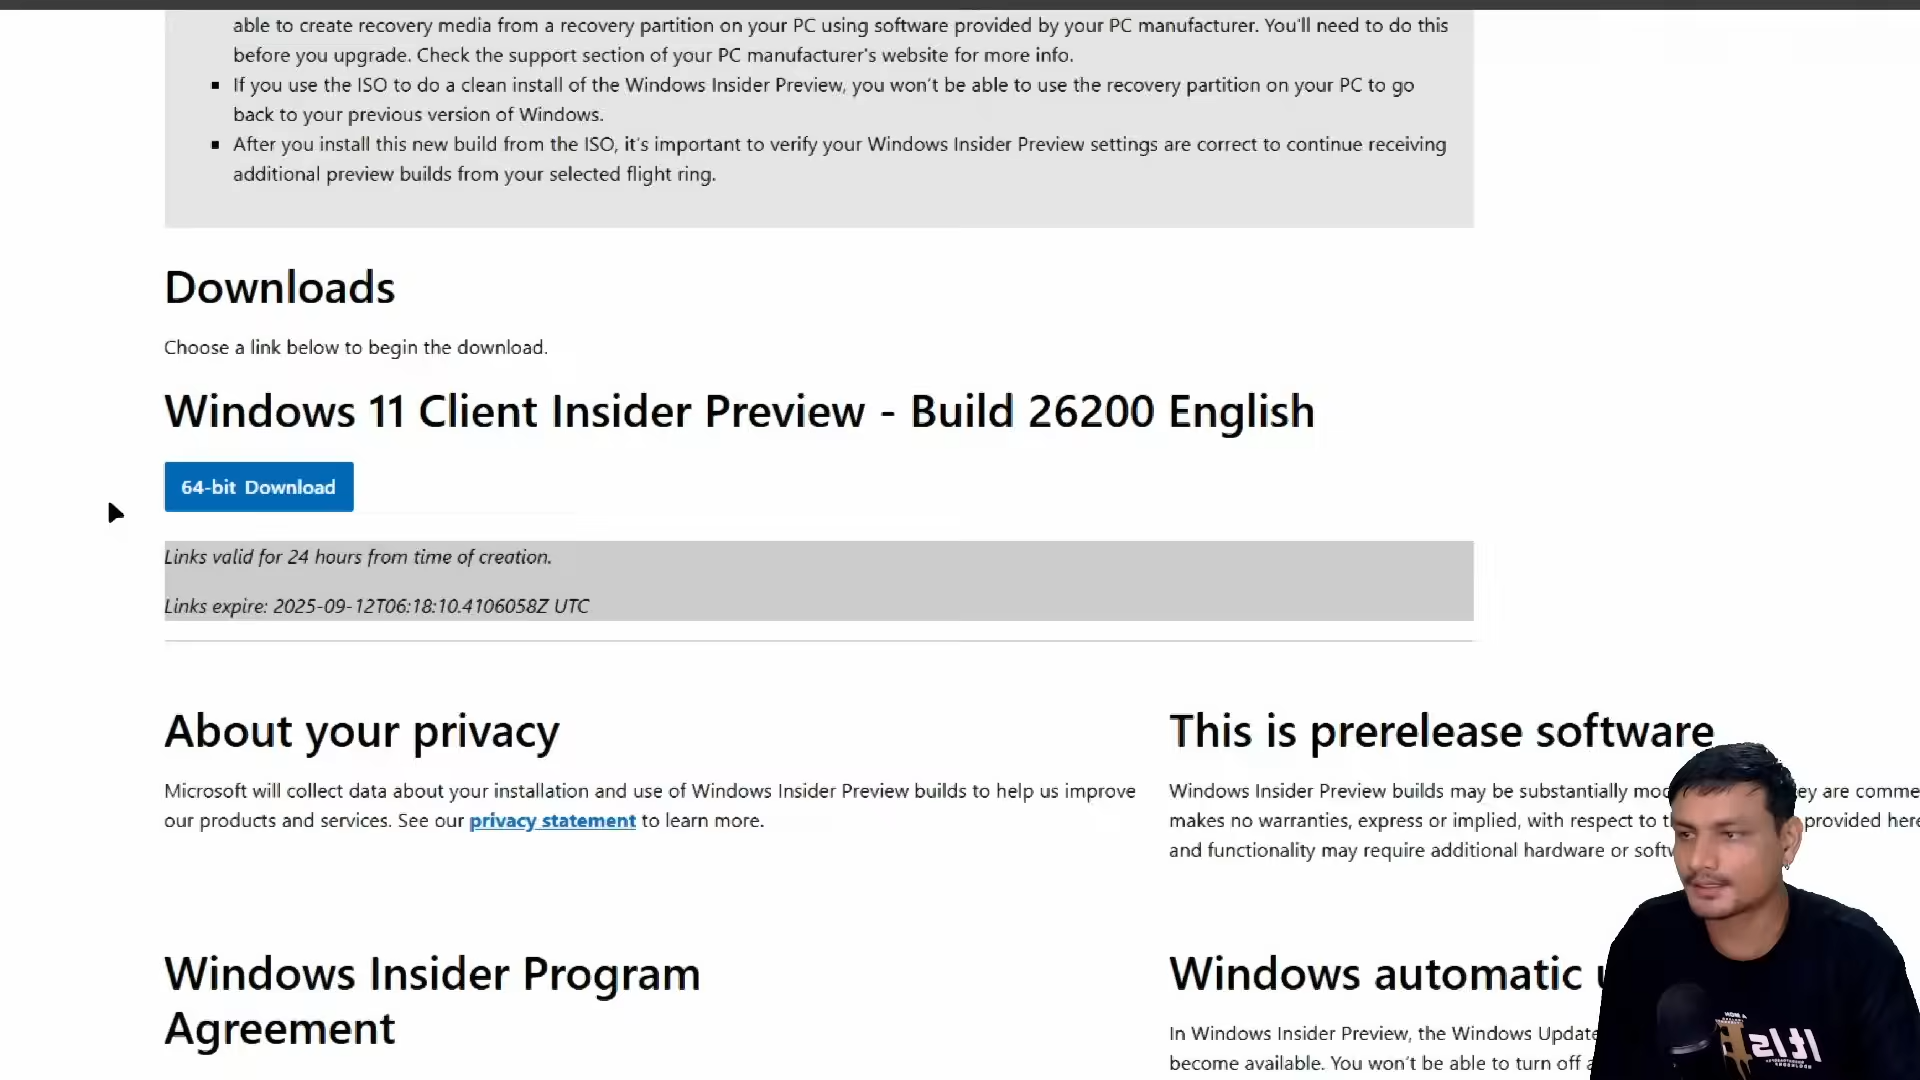 able to create recovery media from a recovery partition on your PC using software provided by your PC manufacturer. You'll need to do this
before you upgrade. Check the support section of your PC manufacturer's website for more info.
If you use the ISO to do a clean install of the Windows Insider Preview, you won't be able to use the recovery partition on your PC to go
back to your previous version of Windows.
After you install this new build from the ISO, it's important to verify your Windows Insider Preview settings are correct to continue receiving
additional preview builds from your selected flight ring.
Downloads
Choose a link below to begin the download.
Windows 11 Client Insider Preview - Build 26200 English
64-bit Download
Links valid for 24 hours from time of creation.
Links expire: 2025-09-12T06:18:10.4106058Z UTC
About your privacy
Microsoft will collect data about your installation and use of Windows Insider Preview builds to help us improve
our products and services. See our privacy statement to learn more.
This is prerelease software
Windows Insider Preview builds may be substantially
makes no warranties, express or implied, with respect to provided
and functionality may require additional hardware or
Windows Insider Program
Agreement
Windows automatic
In Windows Insider Preview, the Windows
become available. You won't be able to turn off